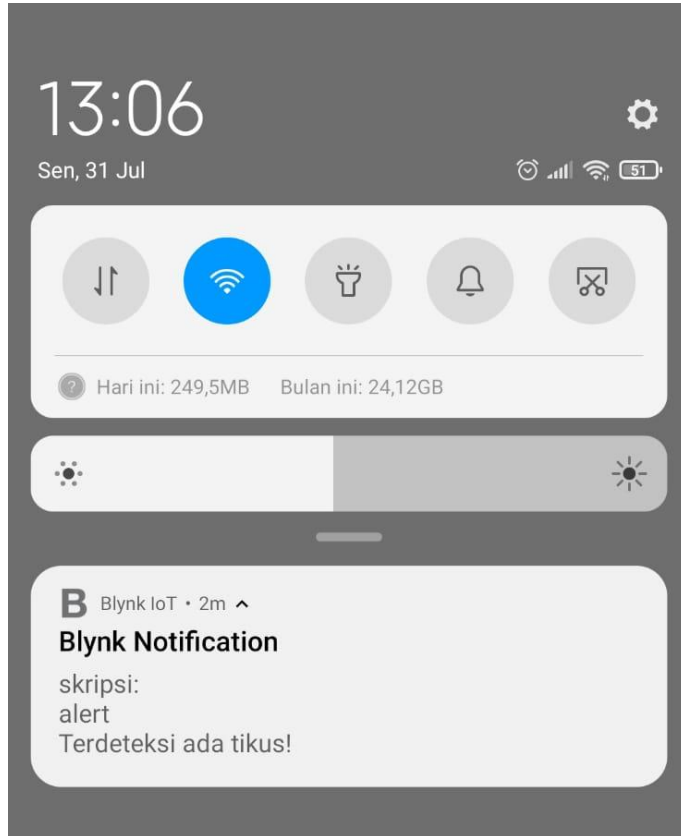 13:06
Sen, 31 Jul
51
Hari ini: 249,5MB Bulan ini: 24,12GB
B Blynk IoT • 2m
Blynk Notification
skripsi:
alert
Terdeteksi ada tikus!